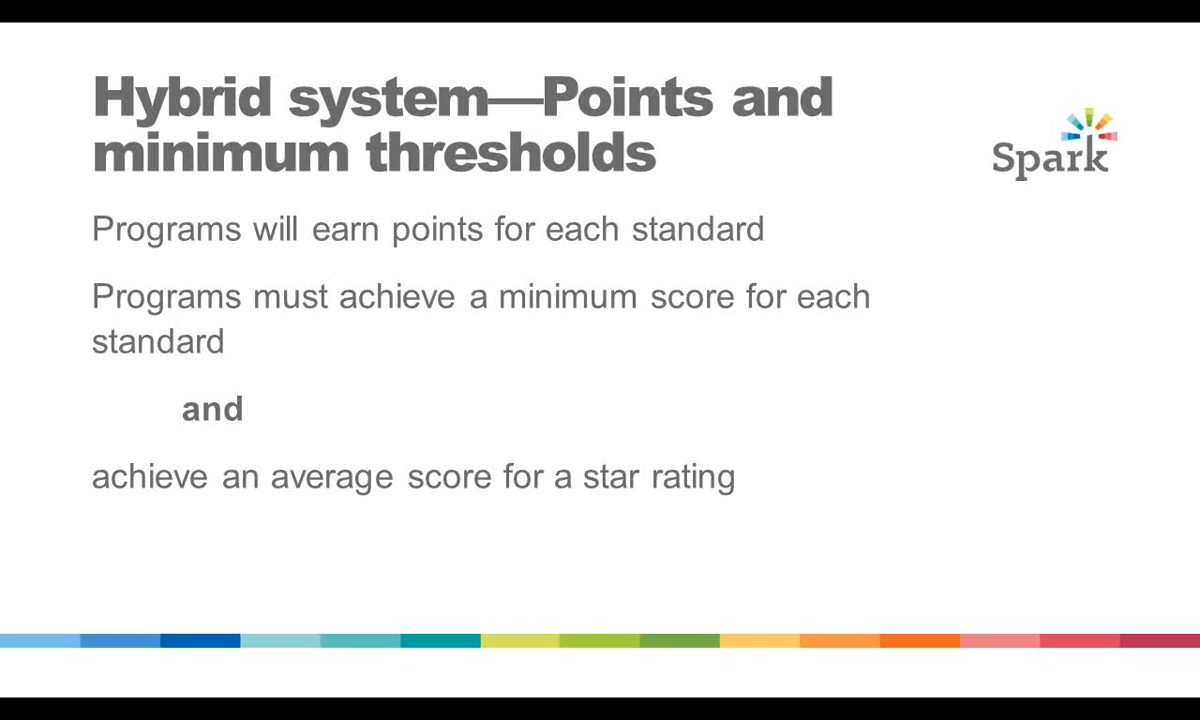 Hybrid system—Points and
minimum thresholds
Spark
Programs will earn points for each standard
Programs must achieve a minimum score for each
standard
and
achieve an average score for a star rating